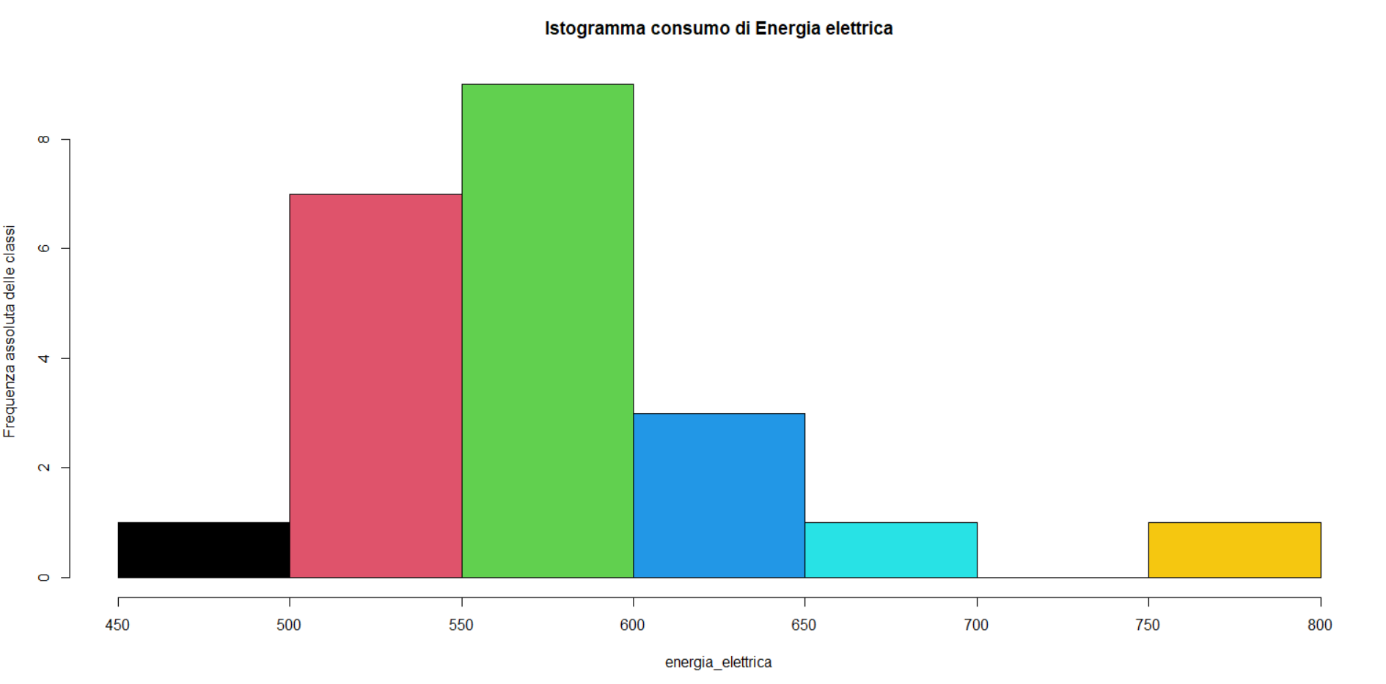 Istogramma consumo di Energia elettrica
Frequenza assoluta delle classi
8
6
4
2
0
450 500 550 600 650 700 750 800
energia_elettrica